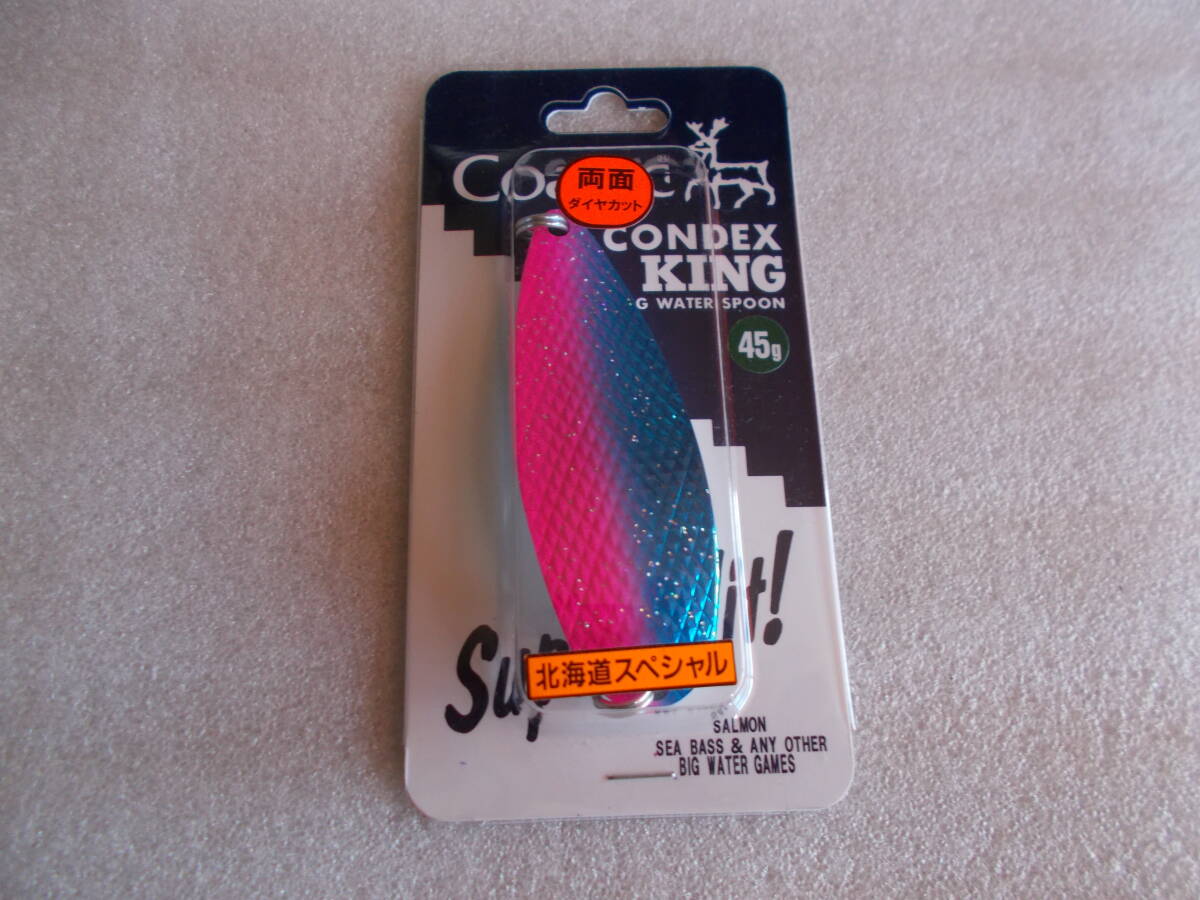 両面
ダイヤカット
CONDEX
KING
WATER SPOON
45g
it!
北海道スペシャル
SALMON
SEA BASS & ANY OTHER
BIG WATER GAMES